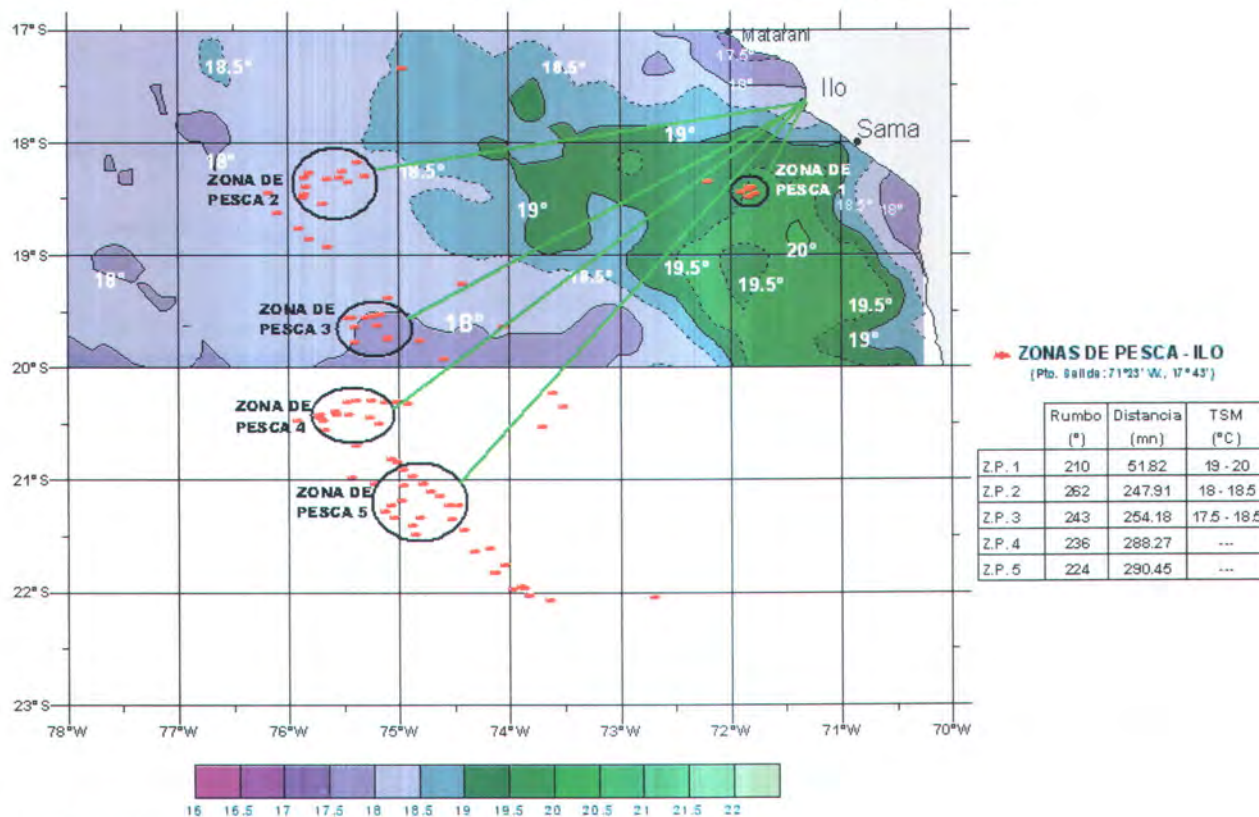 17° S
18° S
19° S
20° S
21° S
22° S
23° S
78°W
77°W
76°W
75°W
74°W
73°W
72°W
71°W
70°W
Matarani
17.5°
18°
Ilo
Sama
18.5°
18.5°
18°
18.5°
19°
19°
ZONA DE
PESCA 1
ZONA DE
PESCA 2
18.5°
18°
20°
19.5°
19.5°
19.5°
19°
18.5°
18°
18°
ZONA DE
PESCA 3
ZONA DE
PESCA 4
ZONA DE
PESCA 5
ZONAS DE PESCA - ILO
(Pto. Salida: 71°23' W., 17°43')
Rumbo Distancia TSM
(°) (mn) (°C)
Z.P. 1 210 51.82 19 - 20
Z.P. 2 262 247.91 18 - 18.5
Z.P. 3 243 254.18 17.5 - 18.5
Z.P. 4 236 288.27 ---
Z.P. 5 224 290.45 ---
16 16.5 17 17.5 18 18.5 19 19.5 20 20.5 21 21.5 22